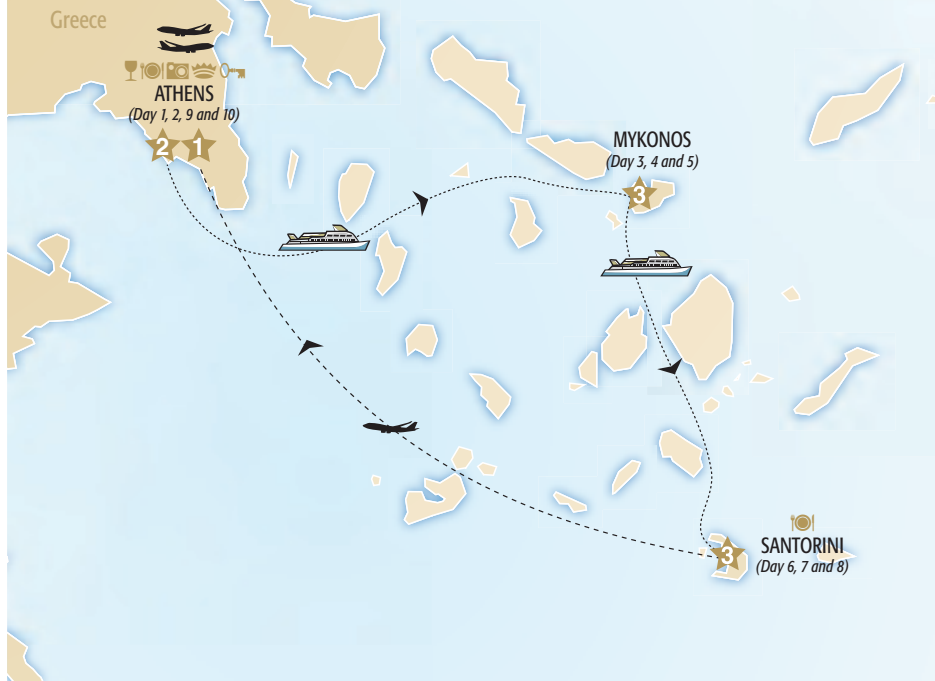 Greece
ATHENS
(Day 1, 2, 9 and 10)
2 1
MYKONOS
(Day 3, 4 and 5)
3
SANTORINI
(Day 6, 7 and 8)
3